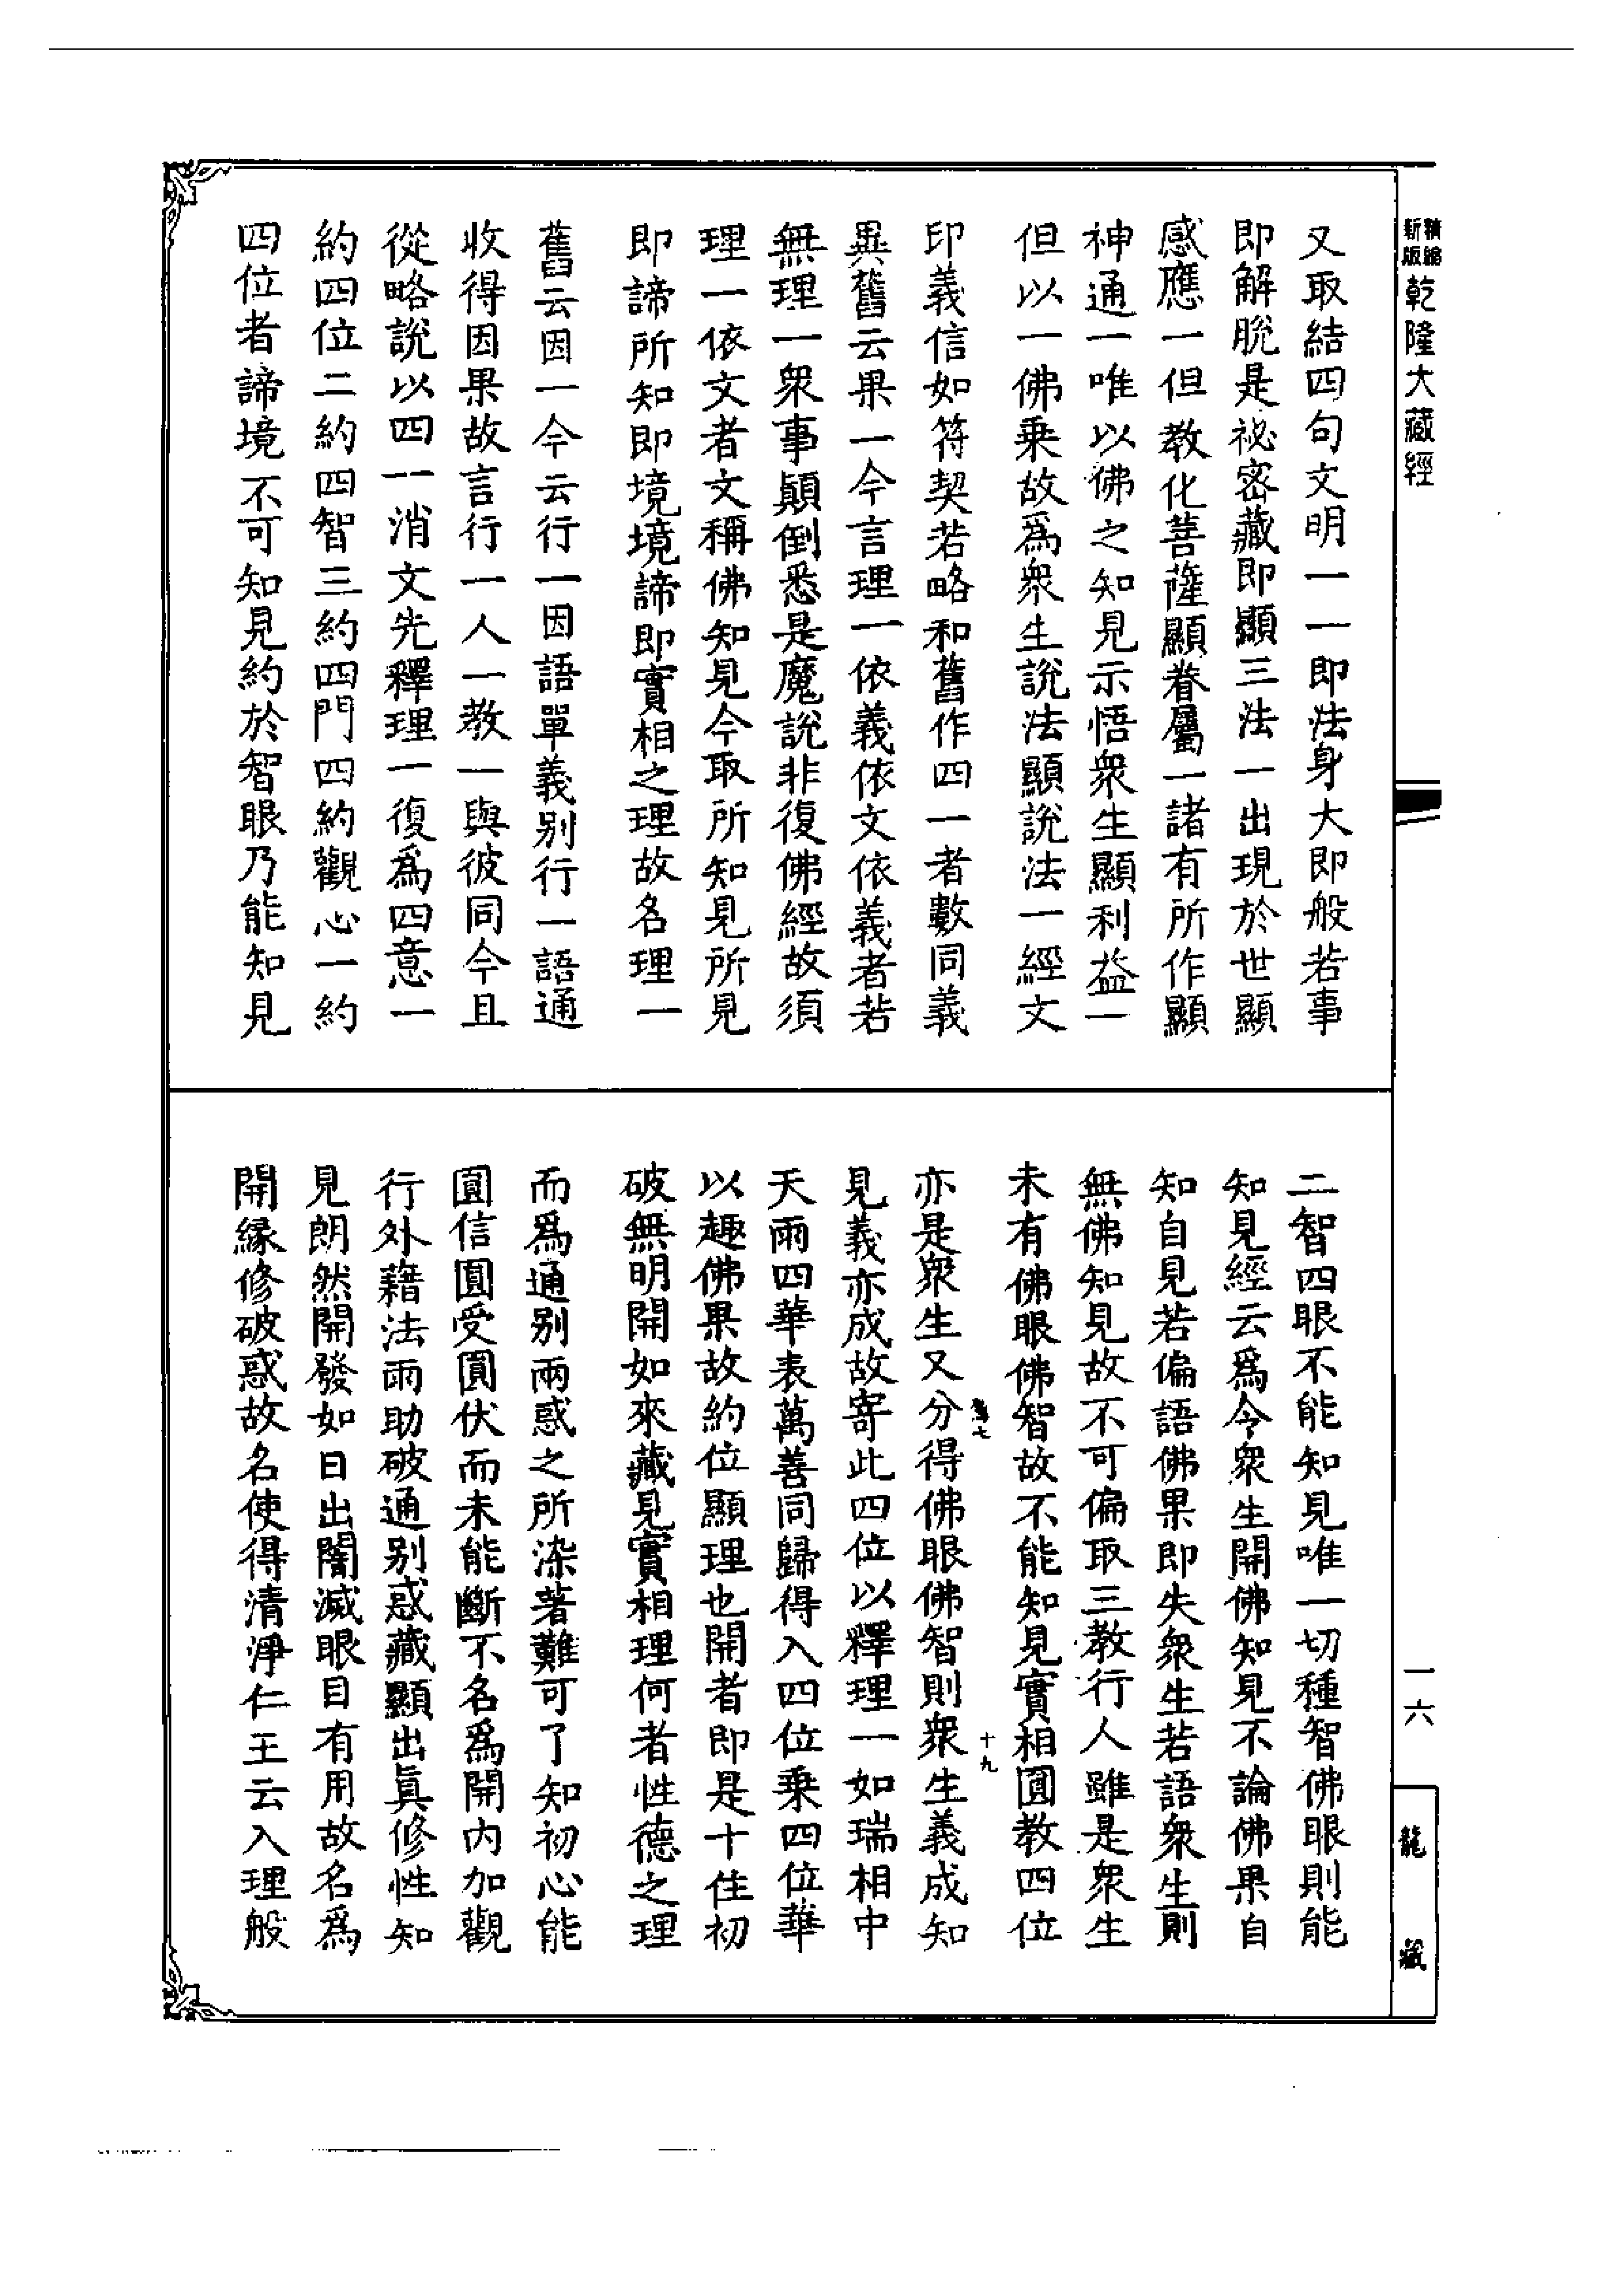 精縮
新版
乾隆大藏經
又取結四句文明一一即法身大即般若事
即解脫是祕密藏即顯三法一出現於世顯
感應一但教化菩薩顯眷屬一諸有所作顯
神通一唯以佛之知見示悟衆生顯利益一
但以一佛乗故爲衆生說法顯說法一經文
印義信如符契若略和舊作四一者數同義
異舊云果一今言理一依義依文依義者若
無理一衆事顚倒悉是魔說非復佛經故須
理一依文者文稱佛知見今取所知見所見
即諦所知即境境諦即實相之理故名理一
舊云因一今云行一因語單義別行一語通
收得因果故言行一人一教一與彼同今且
從略說以四一消文先釋理一復爲四意一
約四位二約四智三約四門四約觀心一約
四位者諦境不可知見約於智眼乃能知見
二智四眼不能知見唯一切種智佛眼則能
知見經云爲令衆生開佛知見不論佛果自
知自見若偏語佛果即失衆生若語衆生則
無佛知見故不可偏取三教行人雖是衆生
未有佛眼佛智故不能知見實相圓教四位
亦是衆生又分得佛眼佛智則衆生義成知
見義亦成故寄此四位以釋理一如瑞相中
天雨四華表萬善同歸得入四位乗四位華
以趣佛果故約位顯理也開者即是十住初
破無明開如來藏見實相理何者性德之理
而爲通别兩惑之所染著難可了知初心能
圓信圓受圓伏而未能斷不名爲開内加觀
行外藉法雨助破通别惑藏顯出眞修性知
見朗然開發如日出闇滅眼目有用故名爲
開緣修破惑故名使得清淨仁王云入理般
十九
一六
龍藏